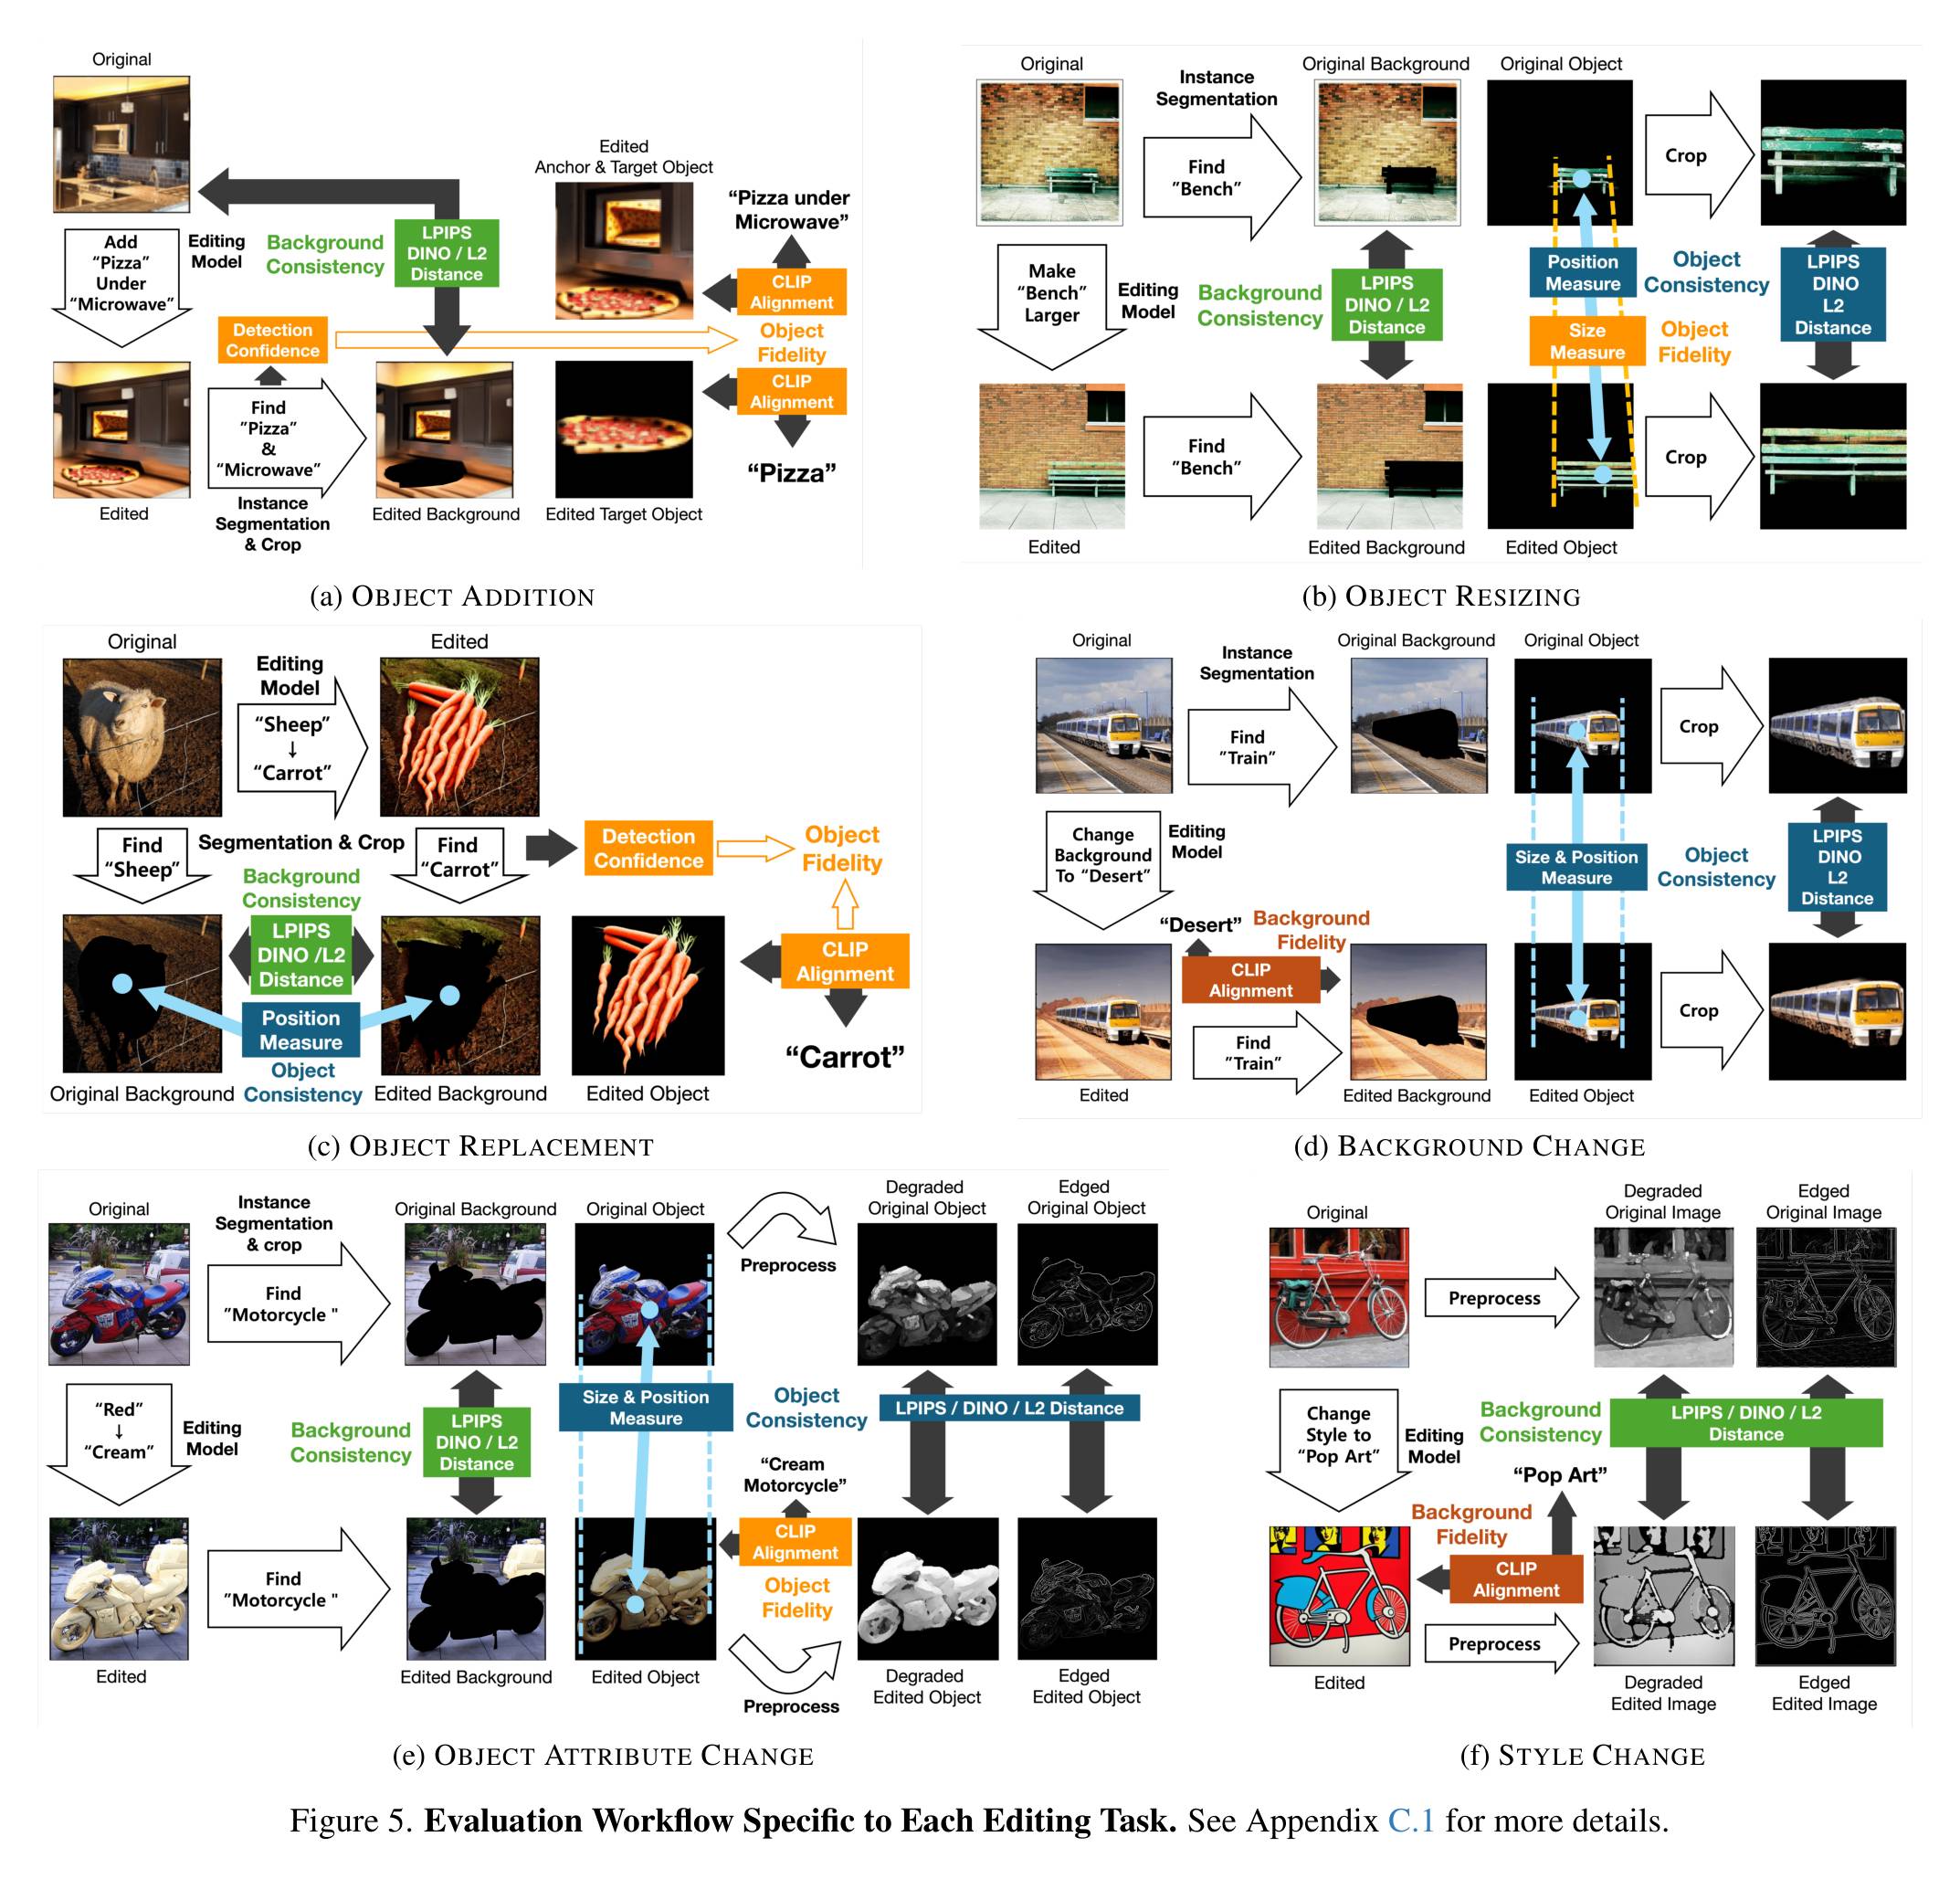 Original
Add
“Pizza”
Under
“Microwave”
Editing
Model
Background
Consistency
LPIPS
DINO / L2
Distance
Edited
Anchor & Target Object
“Pizza under
Microwave”
CLIP
Alignment
Detection
Confidence
Object
Fidelity
CLIP
Alignment
“Pizza”
Find
”Pizza”
&
“Microwave”
Instance
Segmentation
& Crop
Edited
Edited Background
Edited Target Object
(a) OBJECT ADDITION
Original
Instance
Segmentation
Find
”Bench”
Original Background
Original Object
Crop
Make
“Bench”
Larger
Editing
Model
Background
Consistency
LPIPS
DINO / L2
Distance
Position
Measure
Object
Consistency
LPIPS
DINO
L2
Distance
Size
Measure
Object
Fidelity
Find
”Bench”
Crop
Edited
Edited Background
Edited Object
(b) OBJECT RESIZING
Original
Editing
Model
“Sheep”
↓
“Carrot”
Edited
Find
“Sheep”
Segmentation & Crop
Find
“Carrot”
Detection
Confidence
Object
Fidelity
Background
Consistency
LPIPS
DINO /L2
Distance
Position
Measure
Object
Consistency
CLIP
Alignment
“Carrot”
Original Background
Edited Background
Edited Object
(c) OBJECT REPLACEMENT
Original
Instance
Segmentation
Find
”Train”
Original Background
Original Object
Crop
Change
Background
To “Desert”
Editing
Model
“Desert”
Background
Fidelity
CLIP
Alignment
Size & Position
Measure
Object
Consistency
LPIPS
DINO
L2
Distance
Find
”Train”
Crop
Edited
Edited Background
Edited Object
(d) BACKGROUND CHANGE
Original
Instance
Segmentation
& crop
Find
”Motorcycle "
Original Background
Original Object
Preprocess
Degraded
Original Object
Edged
Original Object
“Red”
↓
“Cream”
Editing
Model
Background
Consistency
LPIPS
DINO / L2
Distance
Size & Position
Measure
Object
Consistency
LPIPS / DINO / L2 Distance
“Cream
Motorcycle”
CLIP
Alignment
Object
Fidelity
Find
”Motorcycle "
Preprocess
Edited
Edited Background
Edited Object
Degraded
Edited Object
Edged
Edited Object
(e) OBJECT ATTRIBUTE CHANGE
Original
Preprocess
Degraded
Original Image
Edged
Original Image
Change
Style to
“Pop Art”
Editing
Model
Background
Consistency
LPIPS / DINO / L2
Distance
“Pop Art”
Background
Fidelity
CLIP
Alignment
Preprocess
Edited
Degraded
Edited Image
Edged
Edited Image
(f) STYLE CHANGE
Figure 5. Evaluation Workflow Specific to Each Editing Task. See Appendix C.1 for more details.